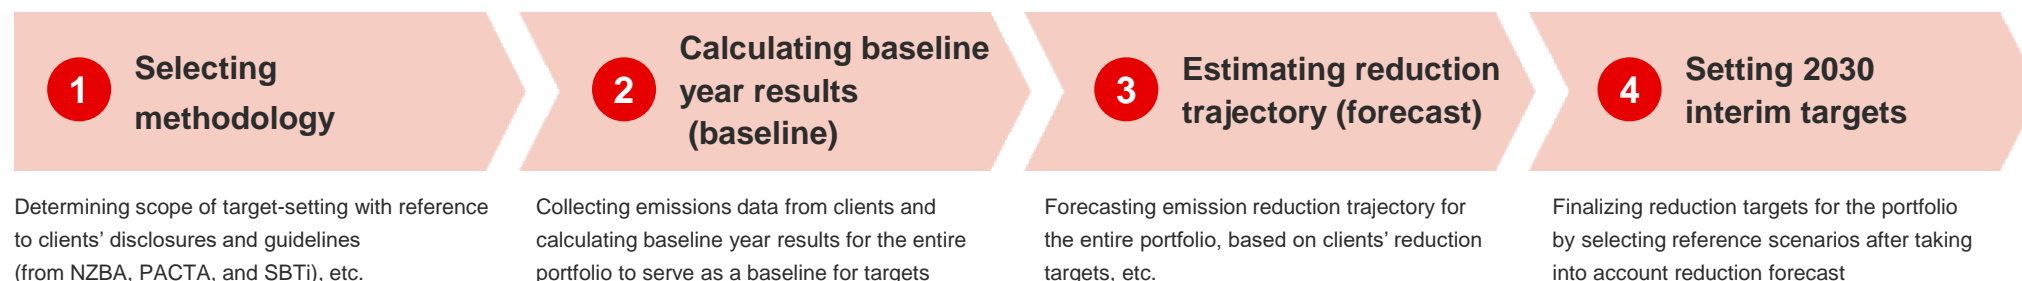 1
Selecting
methodology
Determining scope of target-setting with reference
to clients’ disclosures and guidelines
(from NZBA, PACTA, and SBTi), etc.
2
Calculating baseline
year results
(baseline)
Collecting emissions data from clients and
calculating baseline year results for the entire
portfolio to serve as a baseline for targets
3
Estimating reduction
trajectory (forecast)
Forecasting emission reduction trajectory for
the entire portfolio, based on clients’ reduction
targets, etc.
4
Setting 2030
interim targets
Finalizing reduction targets for the portfolio
by selecting reference scenarios after taking
into account reduction forecast